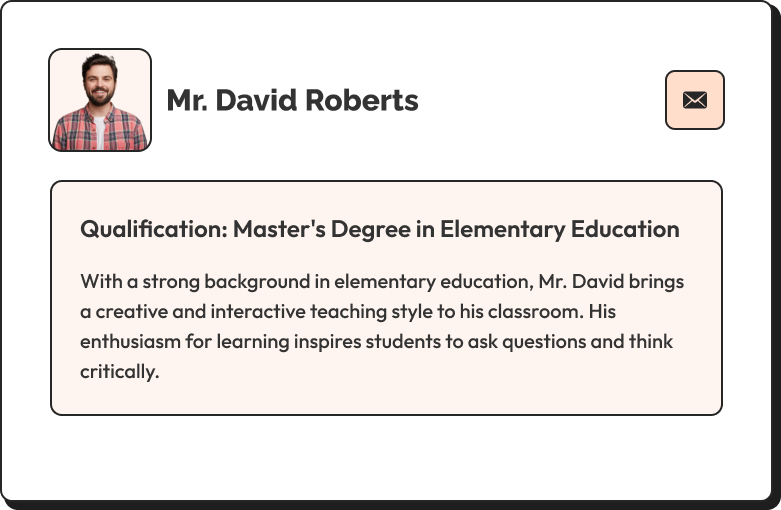 Mr. David Roberts
Qualification: Master's Degree in Elementary Education
With a strong background in elementary education, Mr. David brings
a creative and interactive teaching style to his classroom. His
enthusiasm for learning inspires students to ask questions and think
critically.